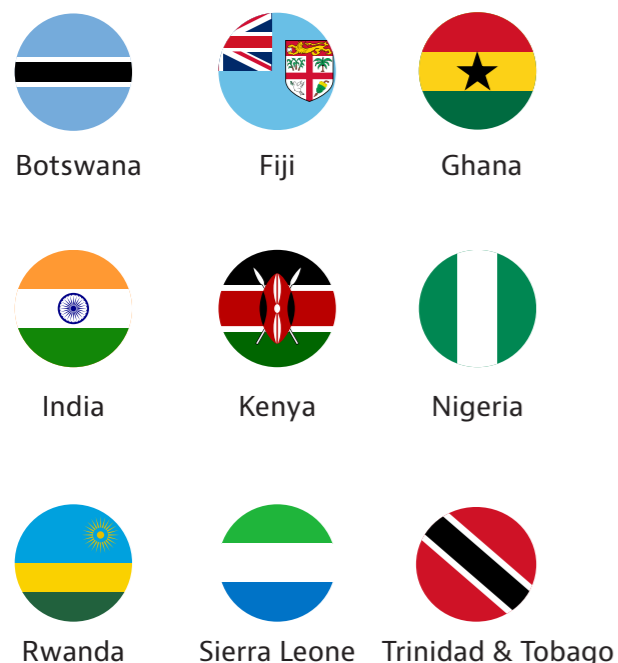 Botswana Fiji Ghana
India Kenya Nigeria
Rwanda Sierra Leone Trinidad & Tobago